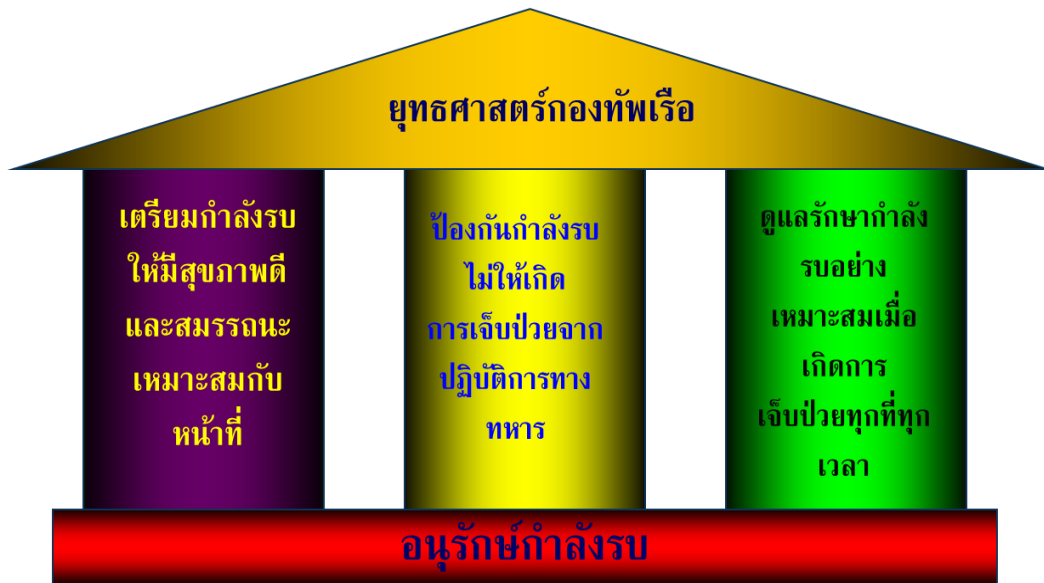 ยุทธศาสตร์กองทัพเรือ
เตรียมกำลังรบ
ให้มีสุขภาพดี
และสมรรถนะ
เหมาะสมกับ
หน้าที่
ป้องกันกำลังรบ
ไม่ให้เกิด
การเจ็บป่วยจาก
ปฏิบัติการทาง
ทหาร
ดูแลรักษากำลัง
รบอย่าง
เหมาะสมเมื่อ
เกิดการ
เจ็บป่วยทุกที่ทุก
เวลา
อนุรักษ์กำลังรบ